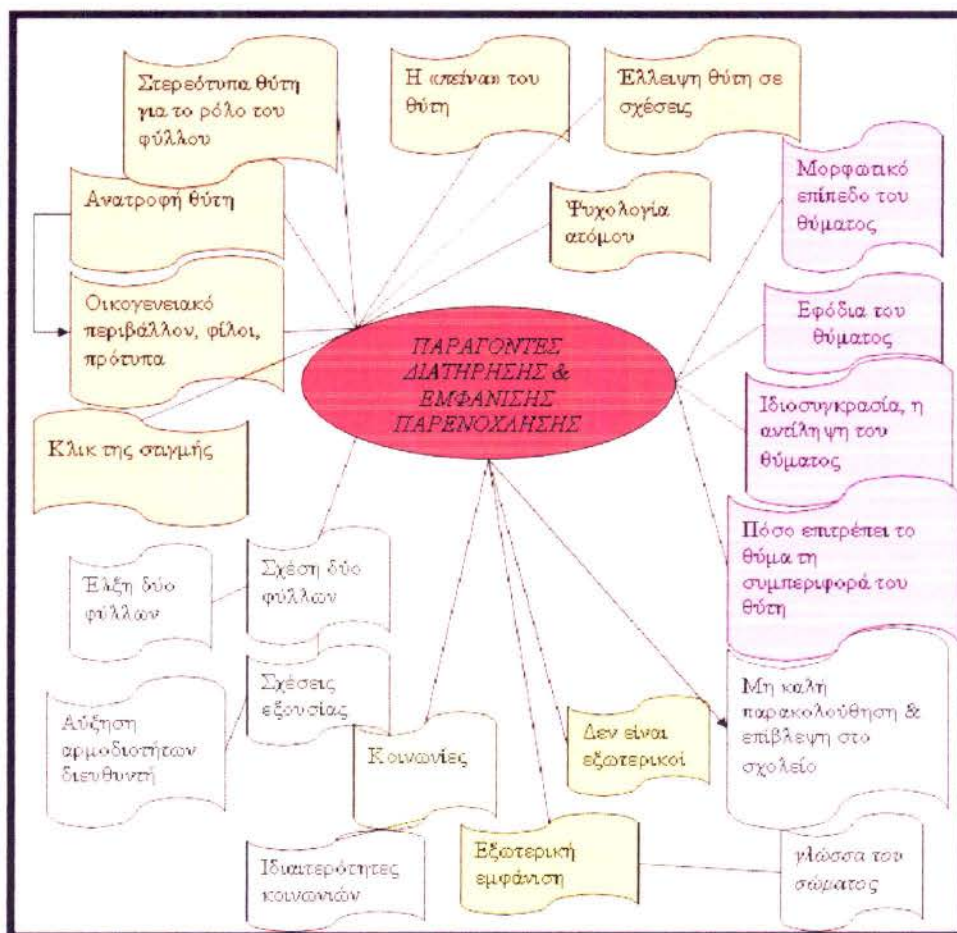 Στερεότυπα θύτη
για το ρόλο του
φύλλου
Η «πείνα» του
θύτη
Έλλειψη θύτη σε
σχέσεις
Μορφωτικό
επίπεδο του
θύματος
Ανατροφή θύτη
Ψυχολογία
ατόμου
Οικογενειακό
περιβάλλον, φίλοι,
πρότυπα
Εφόδια του
θύματος
ΠΑΡΑΓΟΝΤΕΣ
ΔΙΑΤΗΡΗΣΗΣ &
ΕΜΦΑΝΙΣΗΣ
ΠΑΡΕΝΟΧΛΗΣΗΣ
Ιδιοσυγκρασία, η
αντίληψη του
θύματος
Κλικ της στιγμής
Πόσο επιτρέπει το
θύμα τη
συμπεριφορά του
θύτη
Έλξη δύο
φύλλων
Σχέση δύο
φύλλων
Σχέσεις
εξουσίας
Αύξηση
αρμοδιοτήτων
διευθυντή
Κοινωνίες
Δεν είναι
εξωτερικοί
Μη καλή
παρακολούθηση &
επίβλεψη στο
σχολείο
Ιδιαιτερότητες
κοινωνιών
Εξωτερική
εμφάνιση
γλώσσα του
σώματος